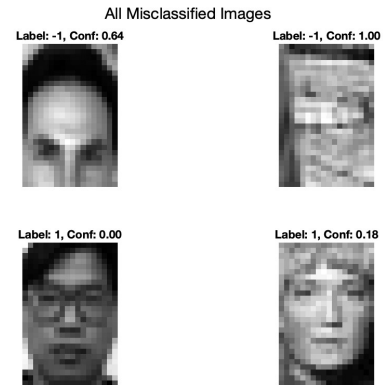 All Misclassified Images
Label: -1, Conf: 0.64
Label: -1, Conf: 1.00
Label: 1, Conf: 0.00
Label: 1, Conf: 0.18